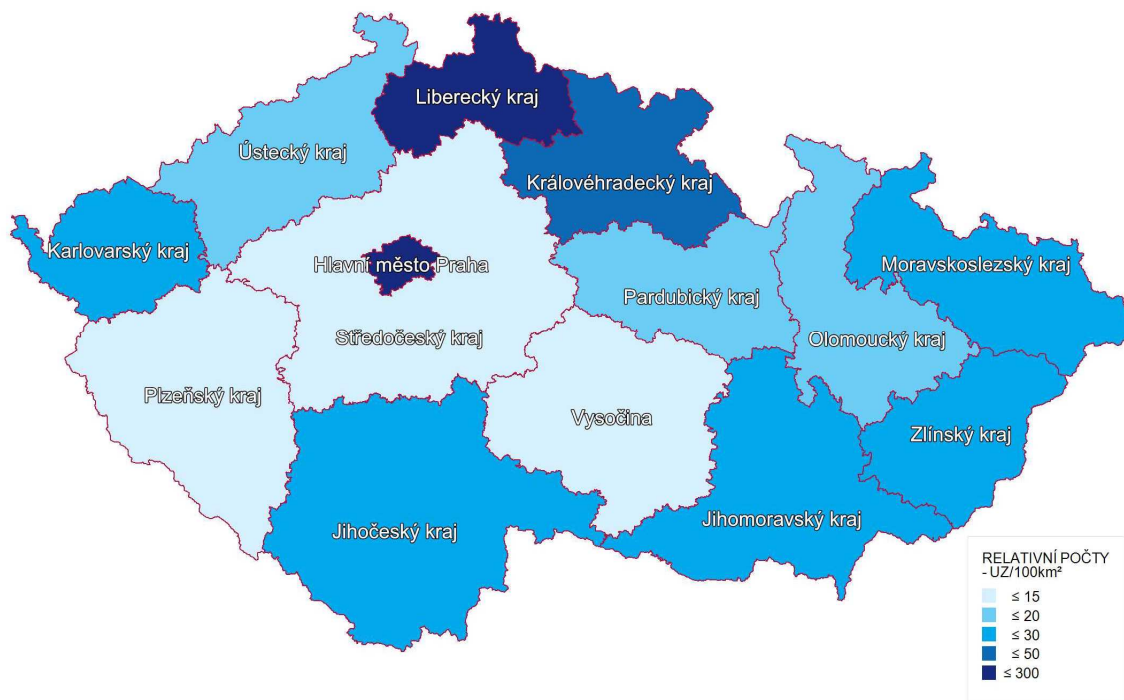 Liberecký kraj
Ústecký kraj
Královéhradecký kraj
Karlovarský kraj
Hlavní město Praha
Moravskoslezský kraj
Pardubický kraj
Středočeský kraj
Olomoucký kraj
Plzeňský kraj
Vysočina
Zlínský kraj
Jihočeský kraj
Jihomoravský kraj
RELATIVNÍ POČTY
- UZ/100km²
≤ 15
≤ 20
≤ 30
≤ 50
≤ 300